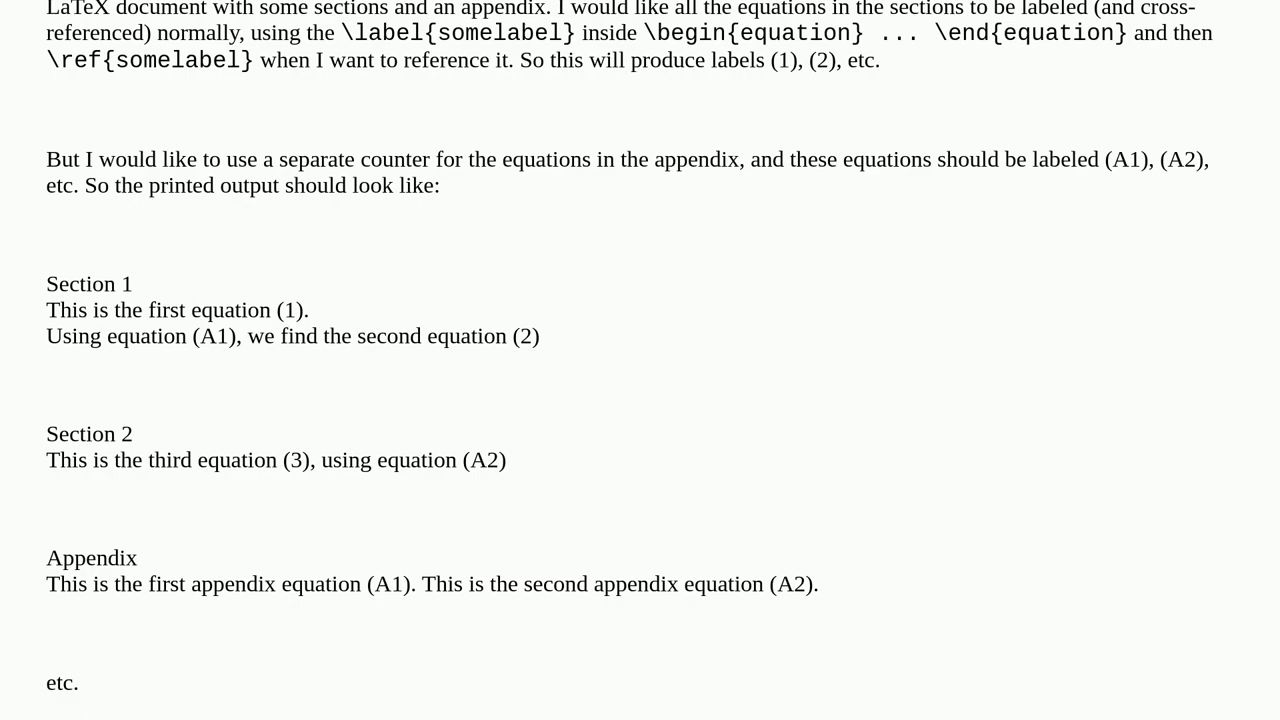 LaTeX document with some sections and an appendix. I would like all the equations in the sections to be labeled (and cross-
referenced) normally, using the \label{somelabel} inside \begin{equation} ... \end{equation} and then
\ref{somelabel} when I want to reference it. So this will produce labels (1), (2), etc.
But I would like to use a separate counter for the equations in the appendix, and these equations should be labeled (A1), (A2),
etc. So the printed output should look like:
Section 1
This is the first equation (1).
Using equation (A1), we find the second equation (2)
Section 2
This is the third equation (3), using equation (A2)
Appendix
This is the first appendix equation (A1). This is the second appendix equation (A2).
etc.